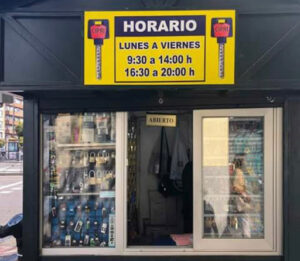 HORARIO
LUNES A VIERNES
9:30 a 14:00 h
16:30 a 20:00 h
ABIERTO